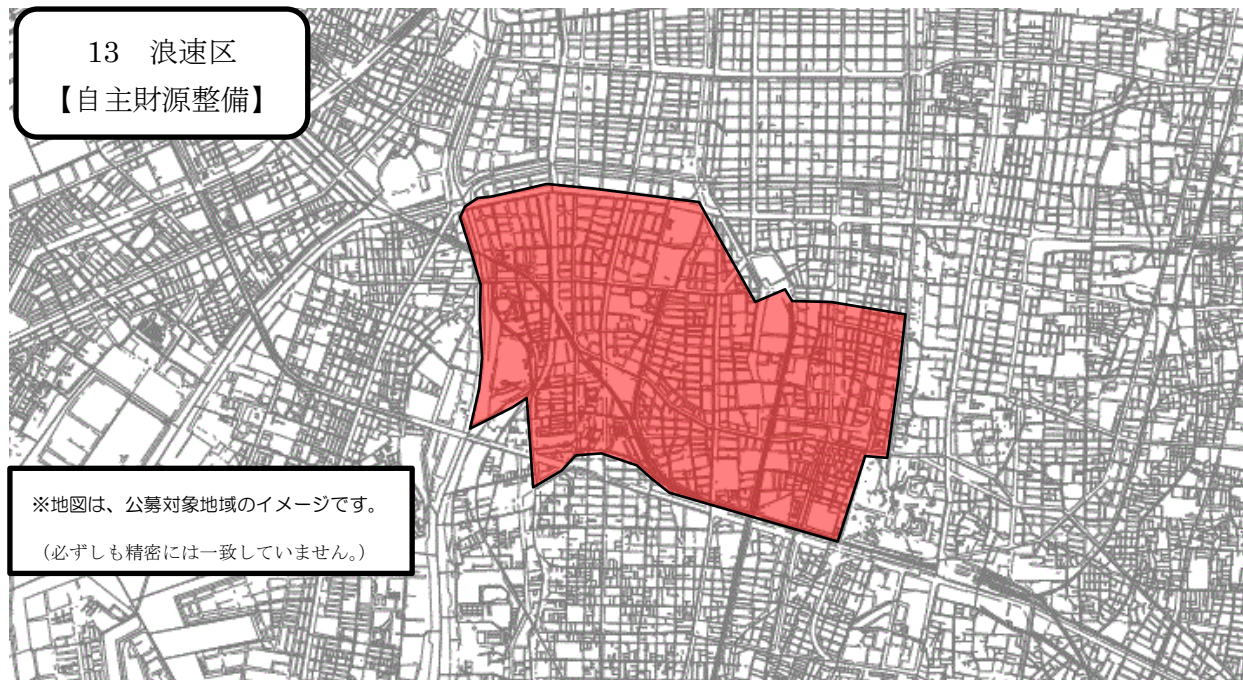 13 浪速区
【自主財源整備】
※地図は、公募対象地域のイメージです。
（必ずしも精密には一致していません。）